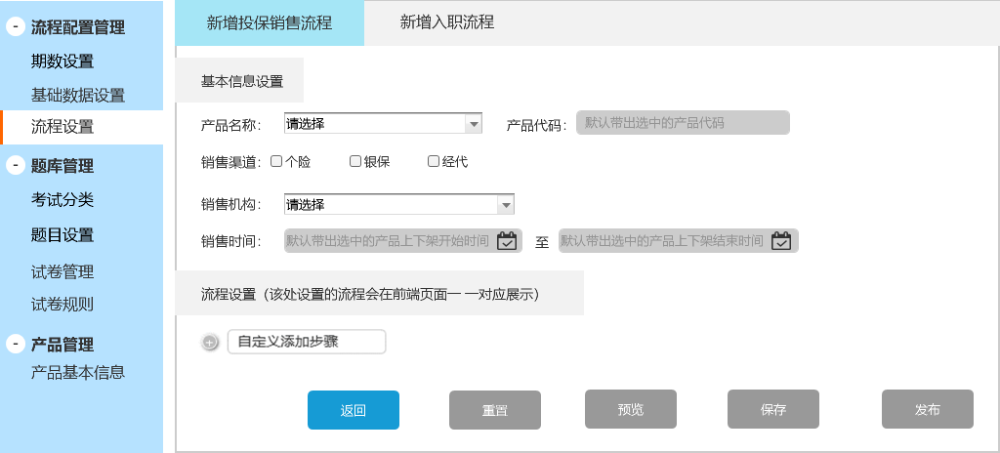 - 流程配置管理
期数设置
基础数据设置
流程设置
- 题库管理
考试分类
题目设置
试卷管理
试卷规则
- 产品管理
产品基本信息
新增投保销售流程 新增入职流程
基本信息设置
产品名称: 请选择 产品代码: 默认带出选中的产品代码
销售渠道: 个险 银保 经代
销售机构: 请选择
销售时间: 默认带出选中的产品上下架开始时间 至 默认带出选中的产品上下架结束时间
流程设置（该处设置的流程会在前端页面一 一对应展示）
自定义添加步骤
返回 重置 预览 保存 发布